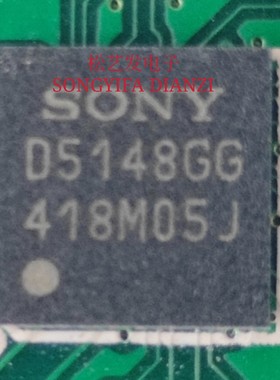 松艺发电子
SONGYIFA DIANZI
SONY
D5148GG
418M05J